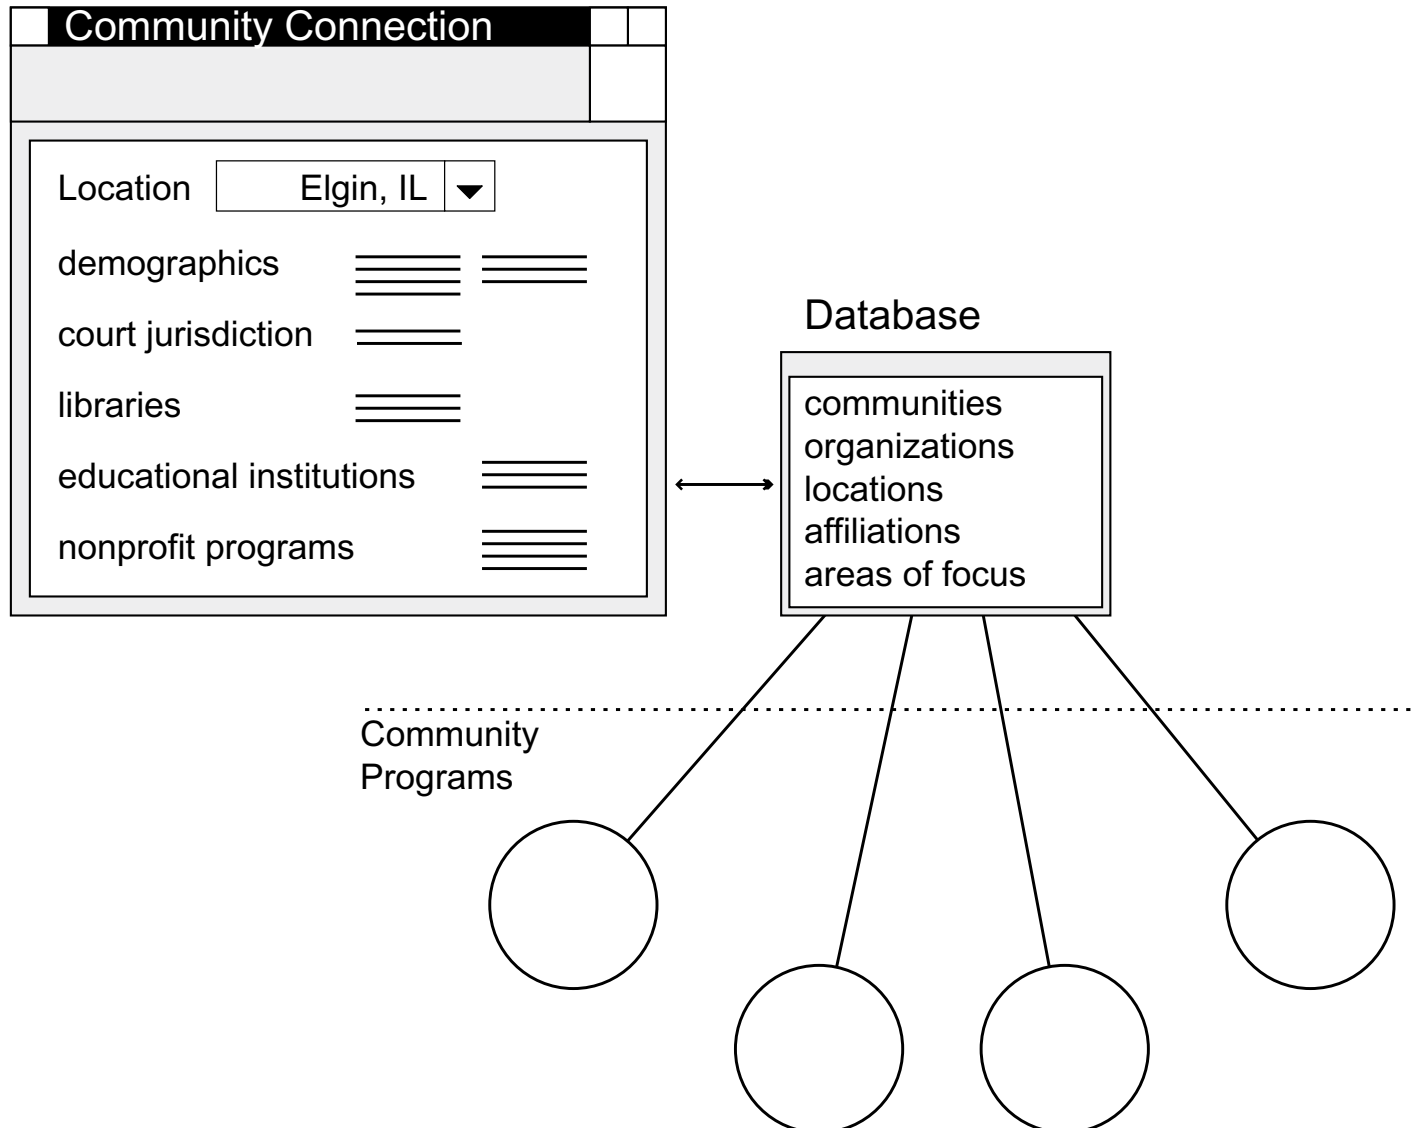 Community Connection
Location Elgin, IL
demographics
court jurisdiction
libraries
educational institutions
nonprofit programs
Database
communities
organizations
locations
affiliations
areas of focus
Community
Programs